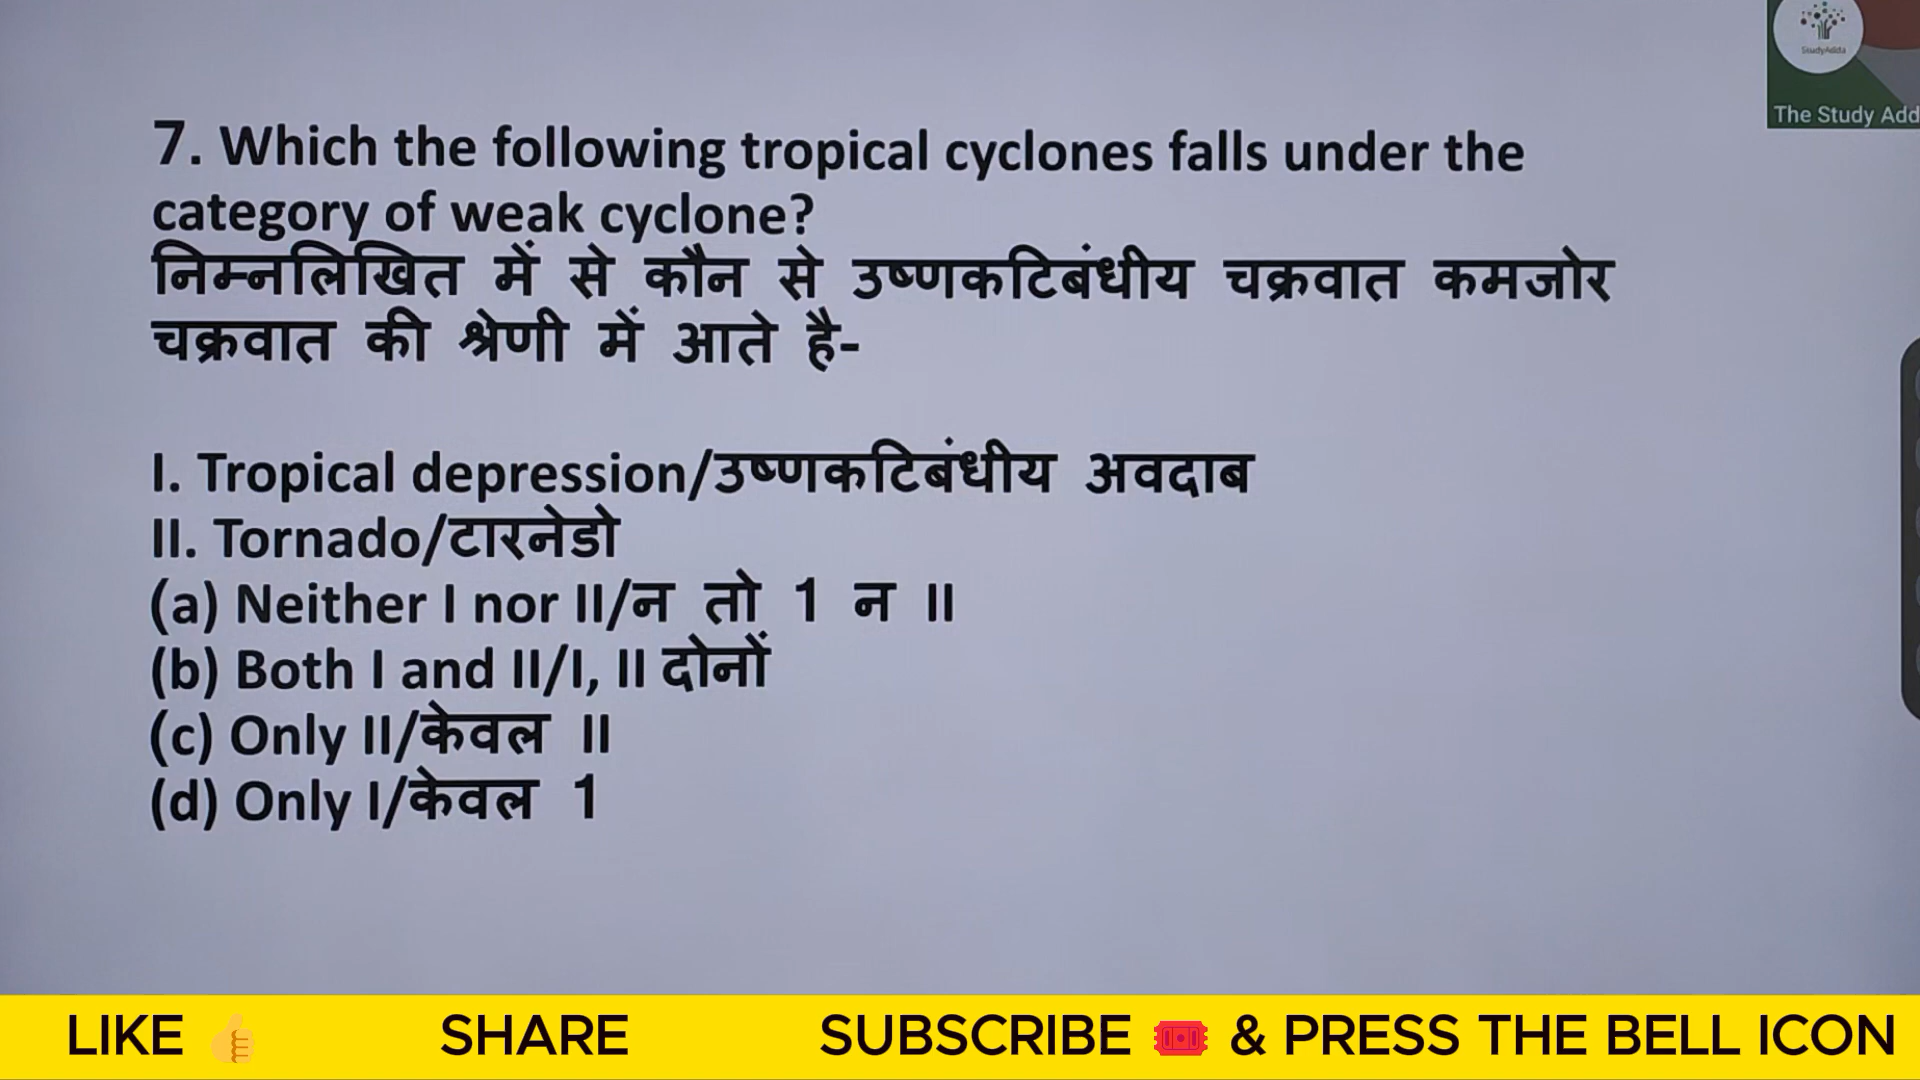 StudyAdda
The Study Add
7. Which the following tropical cyclones falls under the
category of weak cyclone?
निम्नलिखित में से कौन से उष्णकटिबंधीय चक्रवात कमजोर
चक्रवात की श्रेणी में आते है-
I. Tropical depression/उष्णकटिबंधीय अवदाब
II. Tornado/टारनेडो
(a) Neither I nor II/न तो 1 न II
(b) Both I and II/I, II दोनों
(c) Only II/केवल II
(d) Only I/केवल 1
LIKE SHARE SUBSCRIBE & PRESS THE BELL ICON